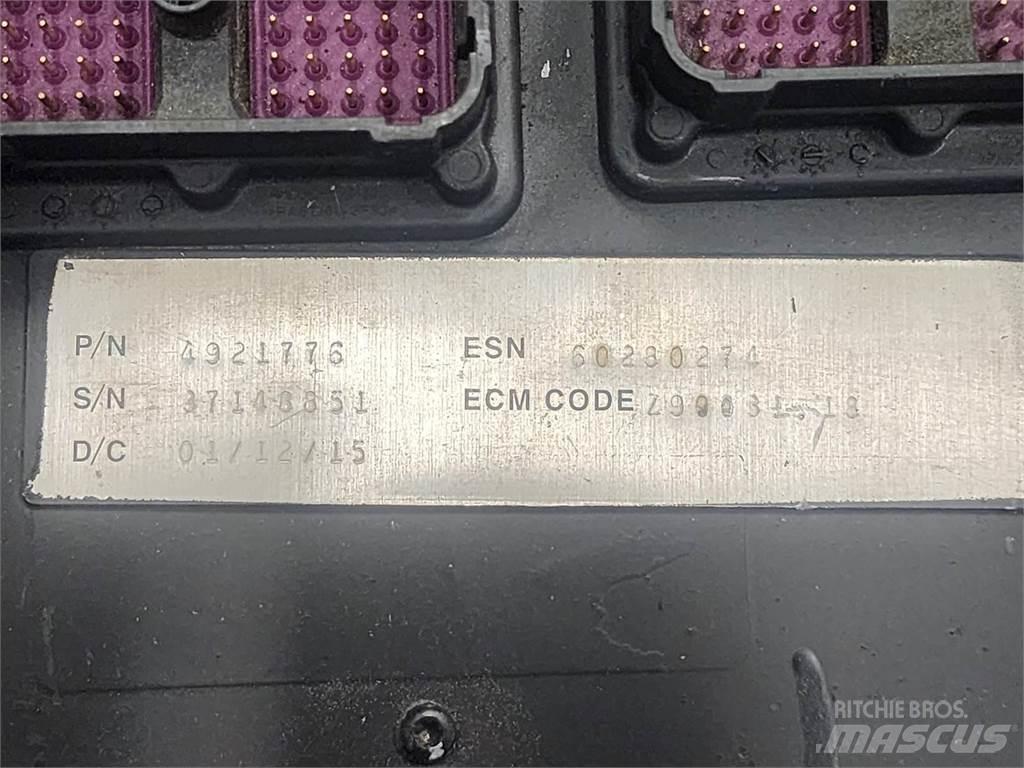 P/N 4921776 ESN 60280274
S/N 37148851 ECM CODE
D/C 01/12/15
RITCHIE BROS.
MASCUS